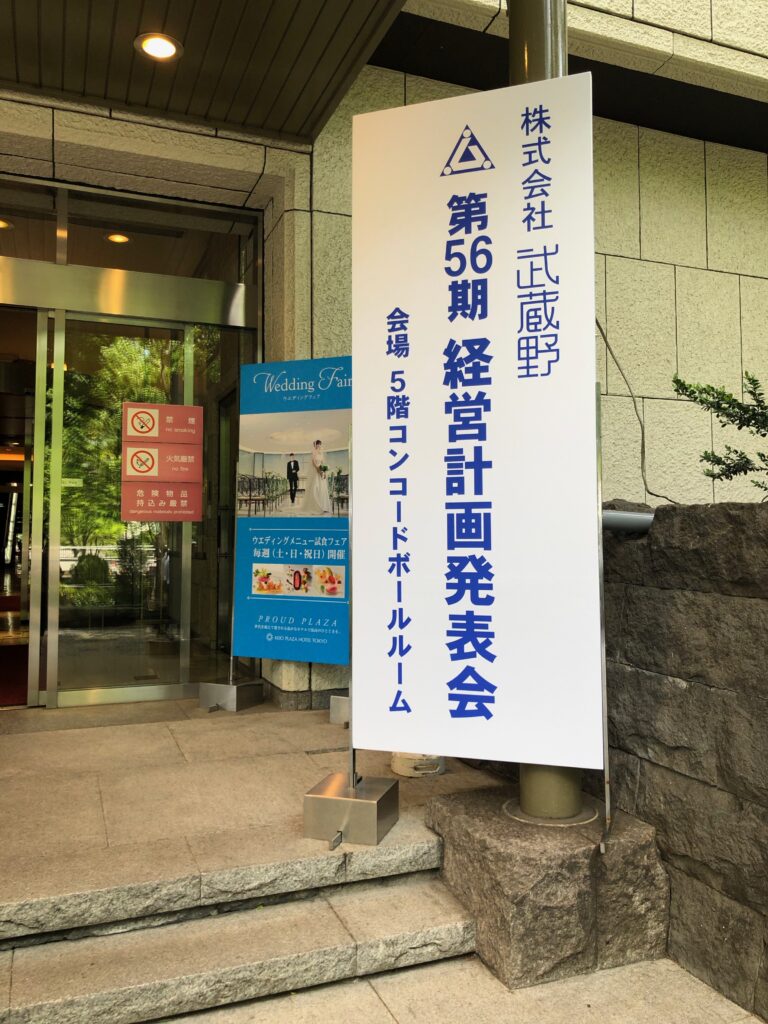 株式会社 武蔵野
第56期 経営計画発表会
会場 5階コンコードボールルーム
Wedding Fair
ウエディングフェア
ウエディングメニュー試食フェア
毎週（土・日・祝日）開催
PROUD PLAZA
KEIO PLAZA HOTEL TOKYO
禁煙
no smoking
火気厳禁
no fire
危険物品
持込み厳禁
dangerous materials prohibited